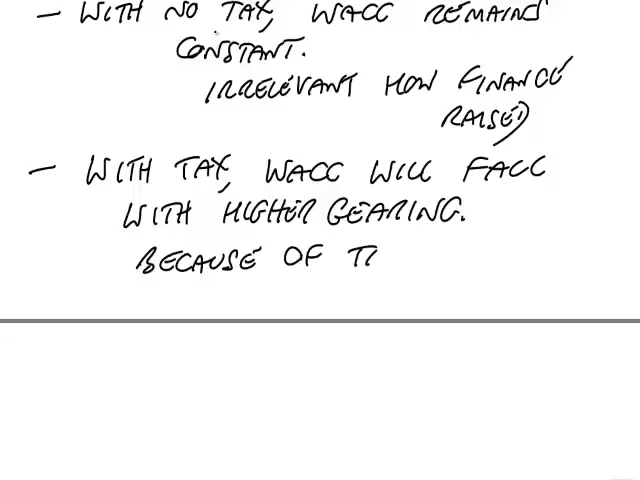 - WITH NO TAX, WACC REMAINS
CONSTANT.
IRRELEVANT HOW FINANCE
RAISED)
- WITH TAX, WACC WILL FALL
WITH HIGHER GEARING.
BECAUSE OF T